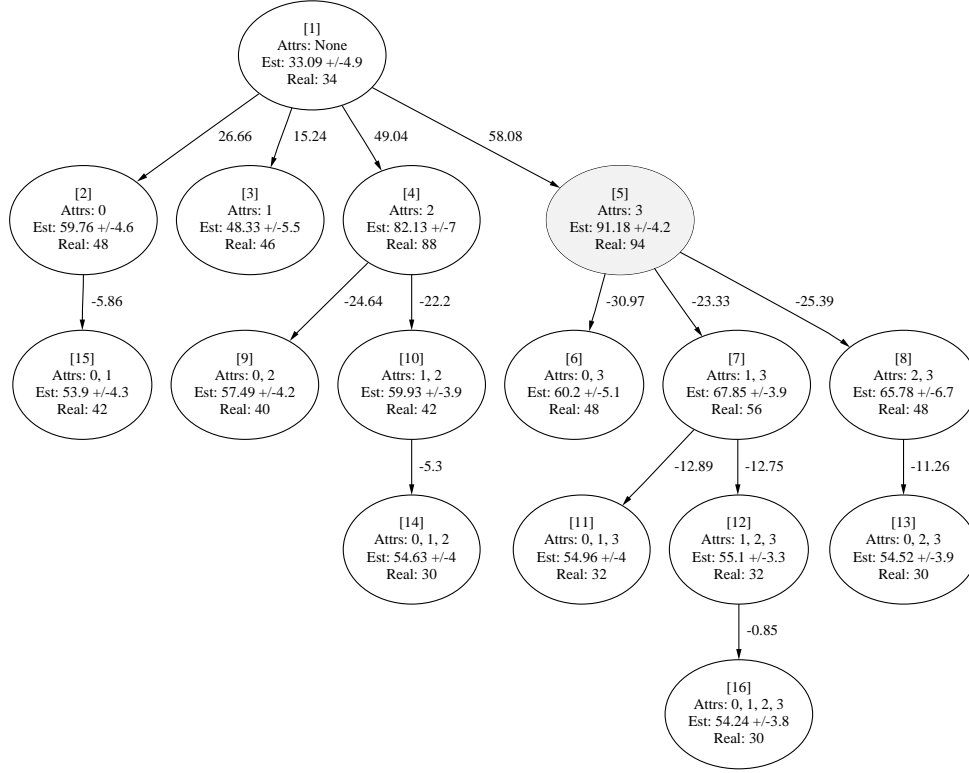 [1]
Attrs: None
Est: 33.09 +/-4.9
Real: 34
26.66
15.24
49.04
58.08
[2]
Attrs: 0
Est: 59.76 +/-4.6
Real: 48
[3]
Attrs: 1
Est: 48.33 +/-5.5
Real: 46
[4]
Attrs: 2
Est: 82.13 +/-7
Real: 88
[5]
Attrs: 3
Est: 91.18 +/-4.2
Real: 94
-5.86
-24.64
-22.2
-30.97
-23.33
-25.39
[15]
Attrs: 0, 1
Est: 53.9 +/-4.3
Real: 42
[9]
Attrs: 0, 2
Est: 57.49 +/-4.2
Real: 40
[10]
Attrs: 1, 2
Est: 59.93 +/-3.9
Real: 42
[6]
Attrs: 0, 3
Est: 60.2 +/-5.1
Real: 48
[7]
Attrs: 1, 3
Est: 67.85 +/-3.9
Real: 56
[8]
Attrs: 2, 3
Est: 65.78 +/-6.7
Real: 48
-5.3
-12.89
-12.75
-11.26
[14]
Attrs: 0, 1, 2
Est: 54.63 +/-4
Real: 30
[11]
Attrs: 0, 1, 3
Est: 54.96 +/-4
Real: 32
[12]
Attrs: 1, 2, 3
Est: 55.1 +/-3.3
Real: 32
[13]
Attrs: 0, 2, 3
Est: 54.52 +/-3.9
Real: 30
-0.85
[16]
Attrs: 0, 1, 2, 3
Est: 54.24 +/-3.8
Real: 30